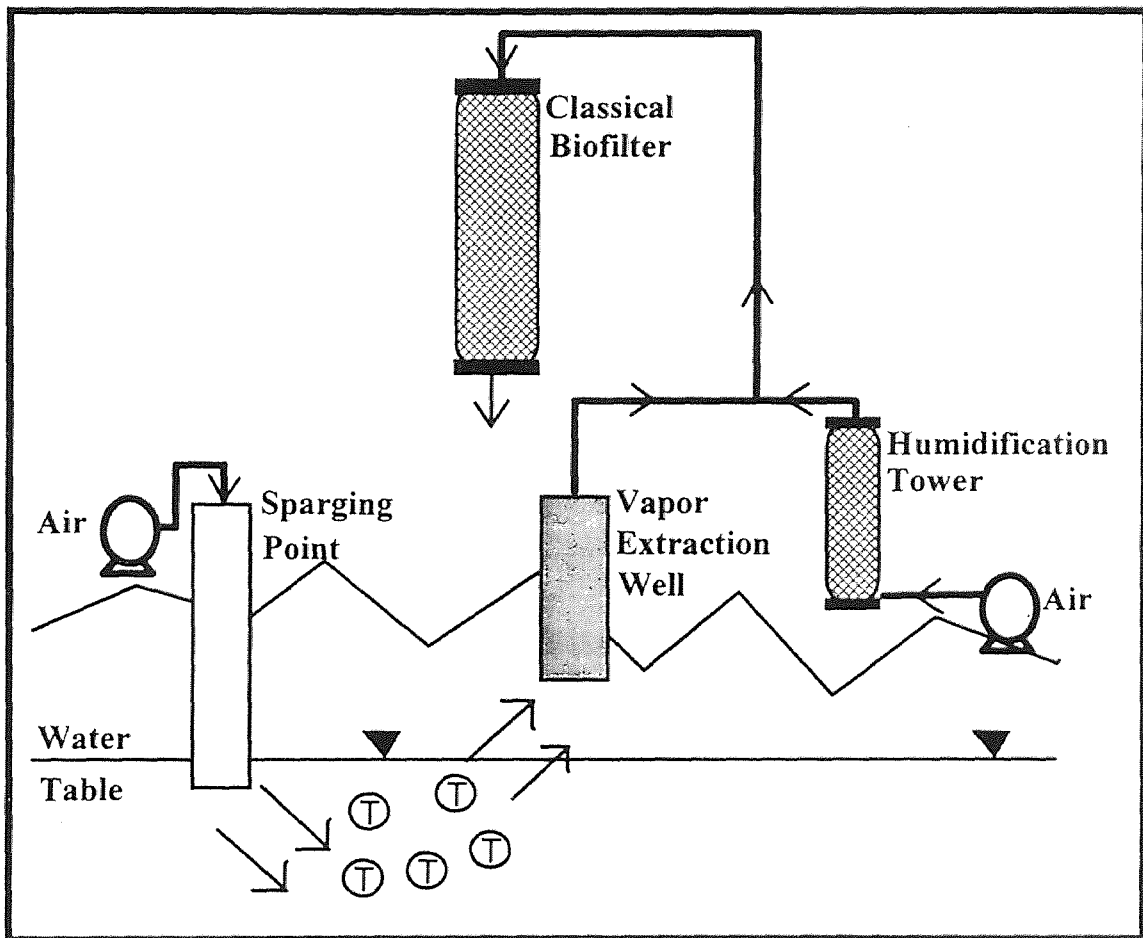 Classical
Biofilter
Humidification
Tower
Air
Sparging
Point
Vapor
Extraction
Well
Air
Water
Table
T
T
T
T
T